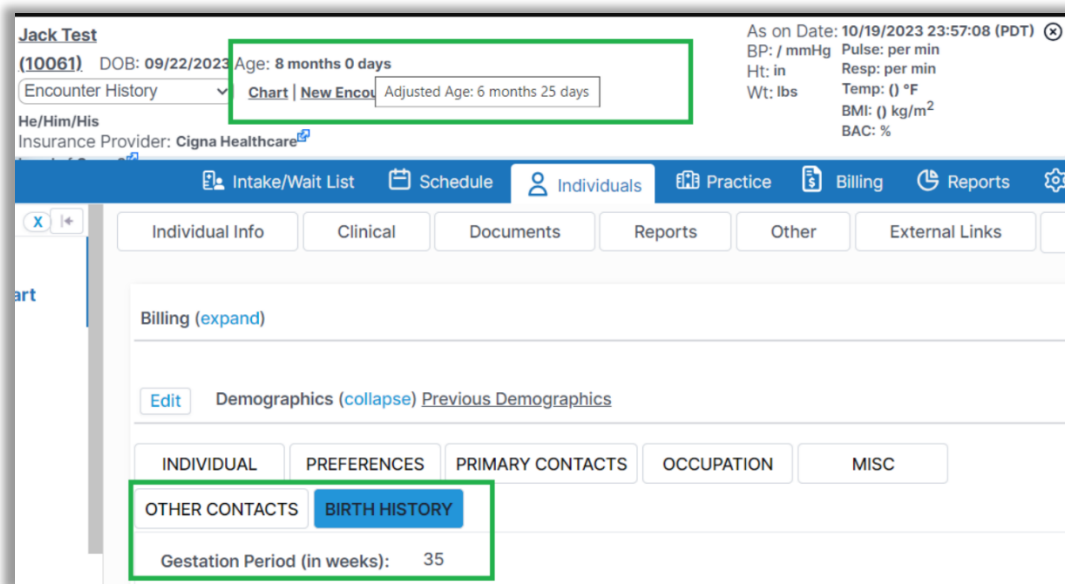 Jack Test
(10061) DOB: 09/22/2023 Age: 8 months 0 days
Encounter History
Chart | New Encou
Adjusted Age: 6 months 25 days
He/Him/His
Insurance Provider: Cigna Healthcare
As on Date: 10/19/2023 23:57:08 (PDT)
BP: / mmHg Pulse: per min
Ht: in Resp: per min
Wt: lbs Temp: () °F
BMI: () kg/m2
BAC: %
Intake/Wait List Schedule Individuals Practice Billing Reports
X
Individual Info Clinical Documents Reports Other External Links
art
Billing (expand)
Edit Demographics (collapse) Previous Demographics
INDIVIDUAL PREFERENCES PRIMARY CONTACTS OCCUPATION MISC
OTHER CONTACTS BIRTH HISTORY
Gestation Period (in weeks): 35